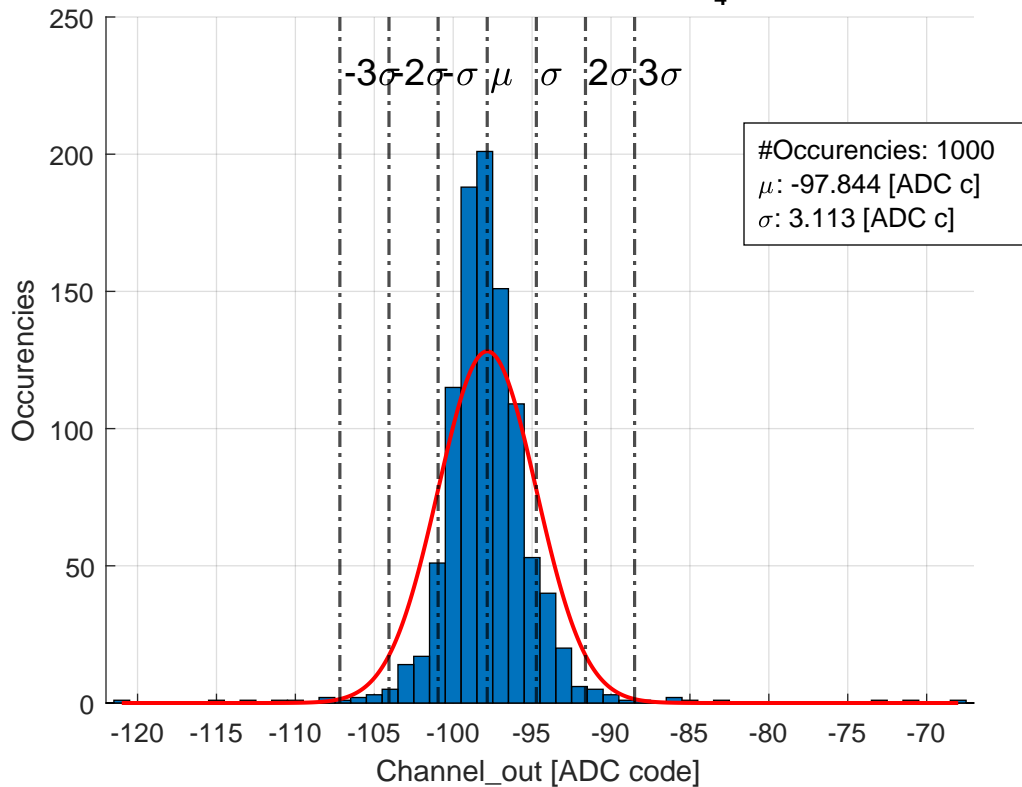 4
250
-3σ -2σ -σ μ σ 2σ 3σ
200
#Occurencies: 1000
μ: -97.844 [ADC c]
σ: 3.113 [ADC c]
150
Occurencies
100
50
0
-120 -115 -110 -105 -100 -95 -90 -85 -80 -75 -70
Channel_out [ADC code]